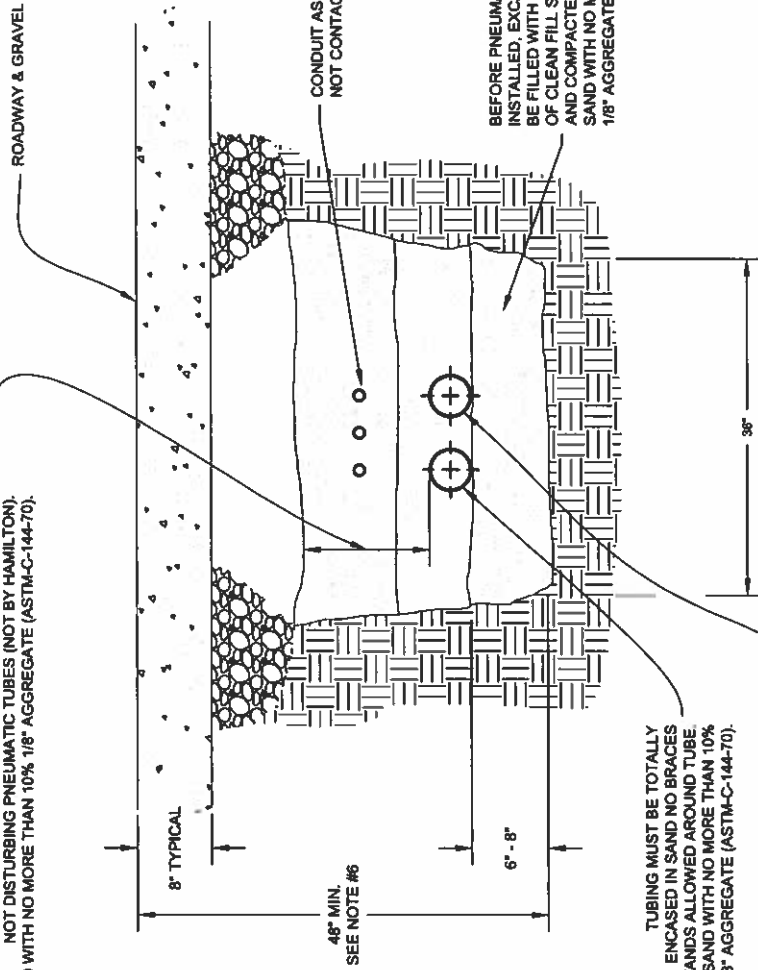 NOT DISTURBING PNEUMATIC TUBES (NOT BY HAMILTON).
WITH NO MORE THAN 10% 1/8" AGGREGATE (ASTM-C-144-70).
ROADWAY & GRAVEL
CONDUIT AS
NOT CONTAC
BEFORE PNEUMA
INSTALLED, EXCA
BE FILLED WITH
OF CLEAN FILL S
AND COMPACTE
SAND WITH NO M
1/8" AGGREGATE
8" TYPICAL
48" MIN.
SEE NOTE #6
6" - 8"
36"
TUBING MUST BE TOTALLY
ENCASED IN SAND NO BRACES
ANDS ALLOWED AROUND TUBE.
SAND WITH NO MORE THAN 10%
8" AGGREGATE (ASTM-C-144-70).